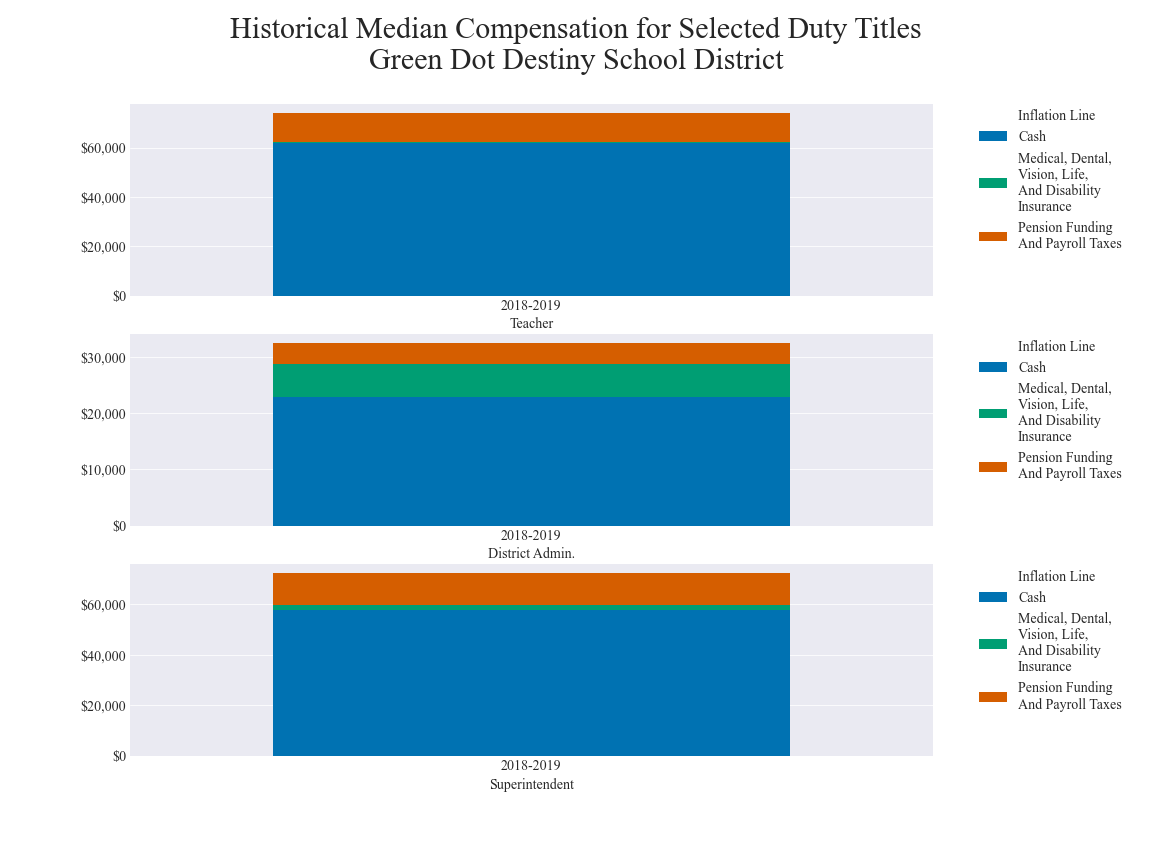 Historical Median Compensation for Selected Duty Titles
Green Dot Destiny School District
$60,000
$40,000
$20,000
$0
2018-2019
Teacher
Inflation Line
Cash
Medical, Dental,
Vision, Life,
And Disability
Insurance
Pension Funding
And Payroll Taxes
$30,000
$20,000
$10,000
$0
2018-2019
District Admin.
Inflation Line
Cash
Medical, Dental,
Vision, Life,
And Disability
Insurance
Pension Funding
And Payroll Taxes
$60,000
$40,000
$20,000
$0
2018-2019
Superintendent
Inflation Line
Cash
Medical, Dental,
Vision, Life,
And Disability
Insurance
Pension Funding
And Payroll Taxes